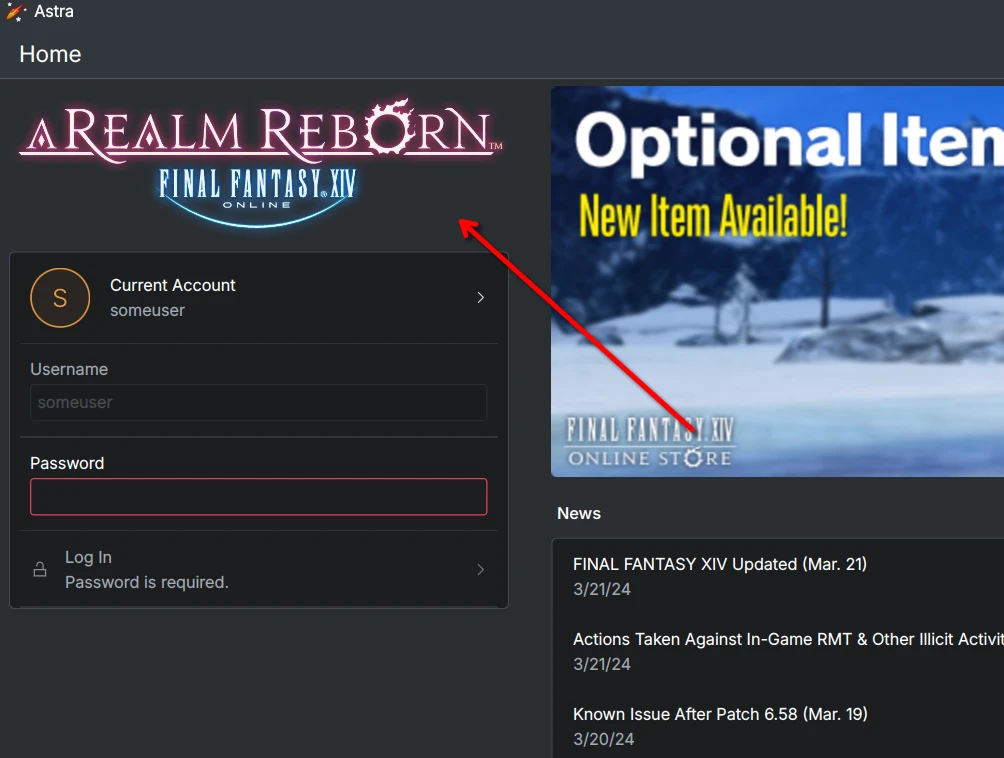 Astra
Home
A REALM REBORN™
FINAL FANTASY® XIV
ONLINE
S
Current Account
someuser
Username
someuser
Password
Log In
Password is required.
Optional Item
New Item Available!
FINAL FANTASY XIV
ONLINE STORE
News
FINAL FANTASY XIV Updated (Mar. 21)
3/21/24
Actions Taken Against In-Game RMT & Other Illicit Activit
3/21/24
Known Issue After Patch 6.58 (Mar. 19)
3/20/24